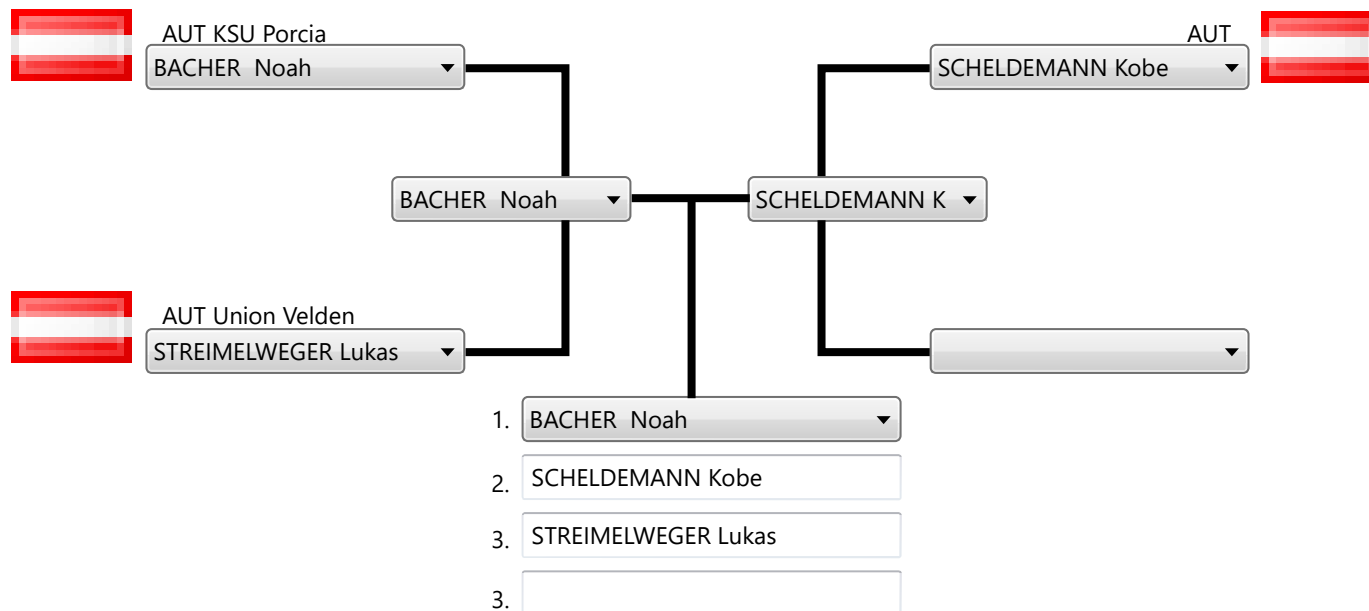 AUT KSU Porcia
BACHER  Noah
AUT
SCHELDEMANN Kobe
BACHER  Noah
SCHELDEMANN K
AUT Union Velden
STREIMELWEGER Lukas
1. BACHER  Noah
2. SCHELDEMANN Kobe
3. STREIMELWEGER Lukas
3.